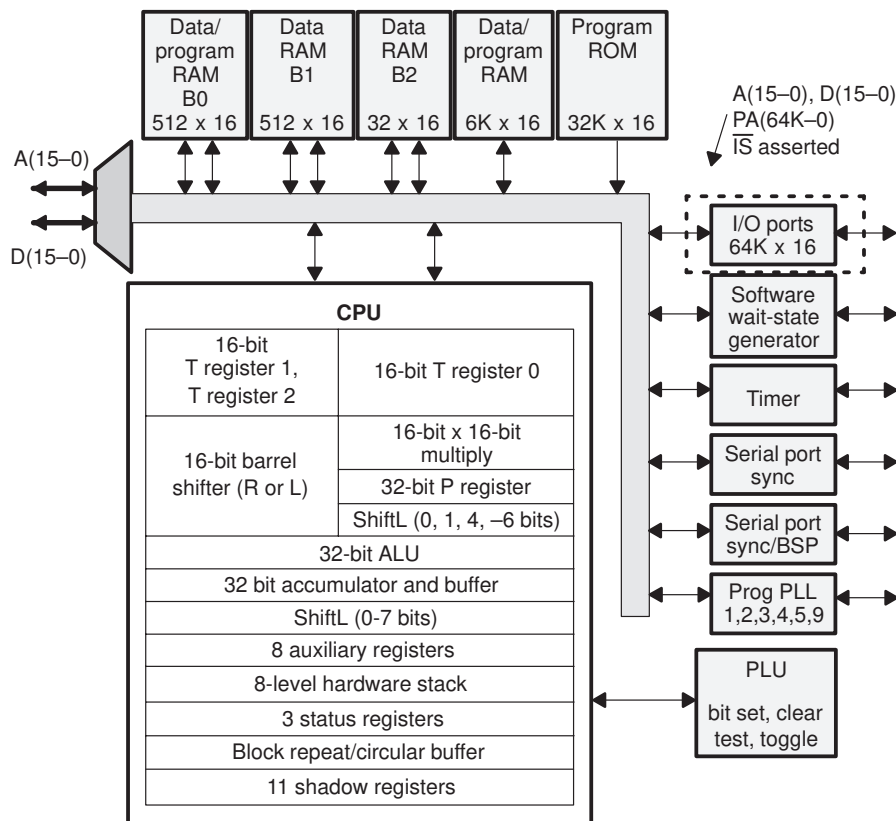 Data/
program
RAM
B0
512 x 16
Data
RAM
B1
512 x 16
Data
RAM
B2
32 x 16
Data/
program
RAM
6K x 16
Program
ROM
32K x 16
A(15–0), D(15–0)
PA(64K–0)
IS asserted
A(15–0)
D(15–0)
I/O ports
64K x 16
Software
wait-state
generator
Timer
Serial port
sync
Serial port
sync/BSP
Prog PLL
1,2,3,4,5,9
PLU
bit set, clear
test, toggle
CPU
16-bit
T register 1,
T register 2
16-bit T register 0
16-bit barrel
shifter (R or L)
16-bit x 16-bit
multiply
32-bit P register
ShiftL (0, 1, 4, –6 bits)
32-bit ALU
32 bit accumulator and buffer
ShiftL (0-7 bits)
8 auxiliary registers
8-level hardware stack
3 status registers
Block repeat/circular buffer
11 shadow registers